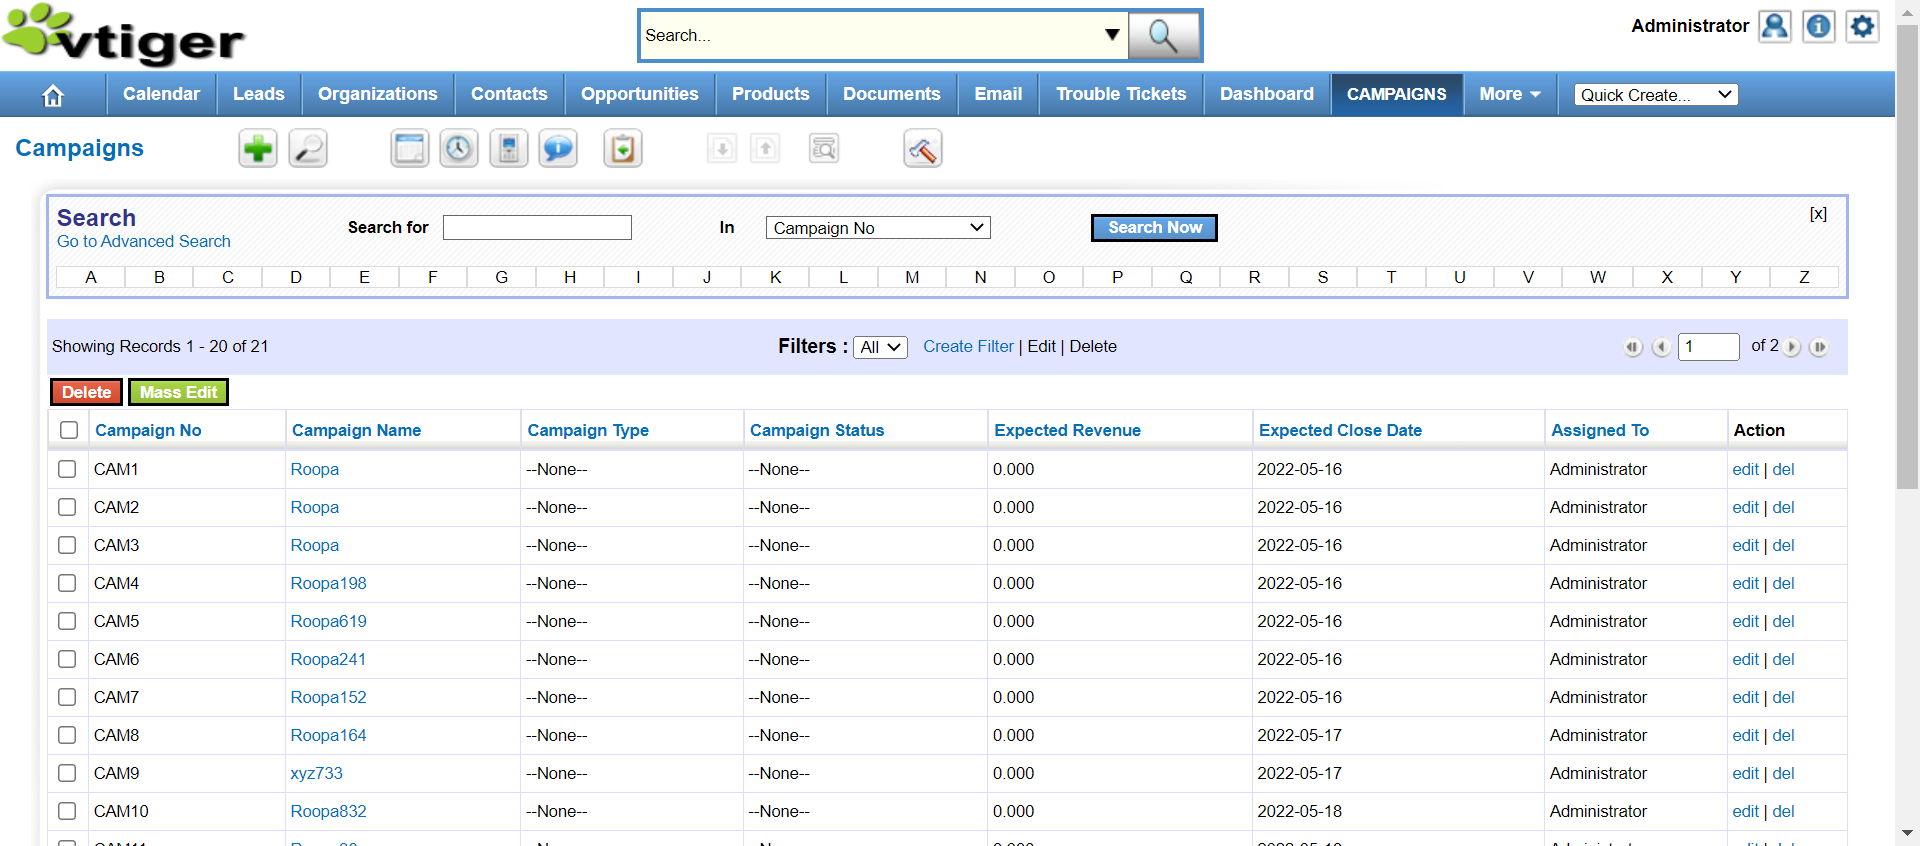 vtiger
Search...
Administrator
Calendar Leads Organizations Contacts Opportunities Products Documents Email Trouble Tickets Dashboard CAMPAIGNS More Quick Create...
Campaigns
Search
Go to Advanced Search
Search for In Campaign No Search Now [x]
A B C D E F G H I J K L M N O P Q R S T U V W X Y Z
Showing Records 1 - 20 of 21 Filters : All Create Filter | Edit | Delete 1 of 2
Delete Mass Edit
Campaign No Campaign Name Campaign Type Campaign Status Expected Revenue Expected Close Date Assigned To Action
CAM1 Roopa --None-- --None-- 0.000 2022-05-16 Administrator edit | del
CAM2 Roopa --None-- --None-- 0.000 2022-05-16 Administrator edit | del
CAM3 Roopa --None-- --None-- 0.000 2022-05-16 Administrator edit | del
CAM4 Roopa198 --None-- --None-- 0.000 2022-05-16 Administrator edit | del
CAM5 Roopa619 --None-- --None-- 0.000 2022-05-16 Administrator edit | del
CAM6 Roopa241 --None-- --None-- 0.000 2022-05-16 Administrator edit | del
CAM7 Roopa152 --None-- --None-- 0.000 2022-05-16 Administrator edit | del
CAM8 Roopa164 --None-- --None-- 0.000 2022-05-17 Administrator edit | del
CAM9 xyz733 --None-- --None-- 0.000 2022-05-17 Administrator edit | del
CAM10 Roopa832 --None-- --None-- 0.000 2022-05-18 Administrator edit | del